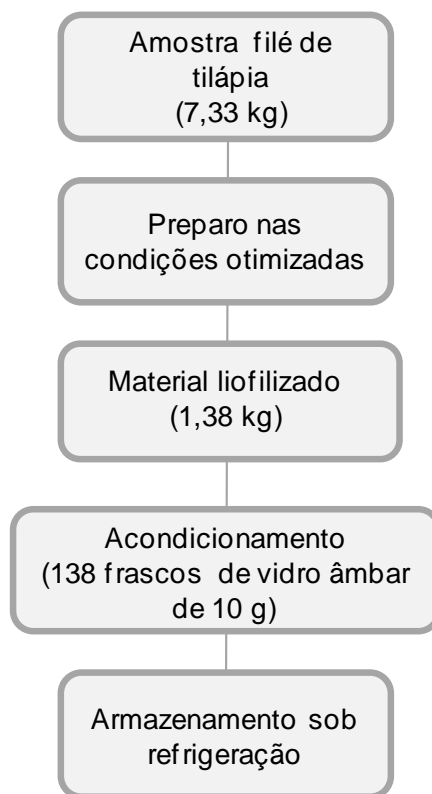 Amostra filé de
tilápia
(7,33 kg)
Preparo nas
condições otimizadas
Material liofilizado
(1,38 kg)
Acondicionamento
(138 frascos de vidro âmbar
de 10 g)
Armazenamento sob
refrigeração